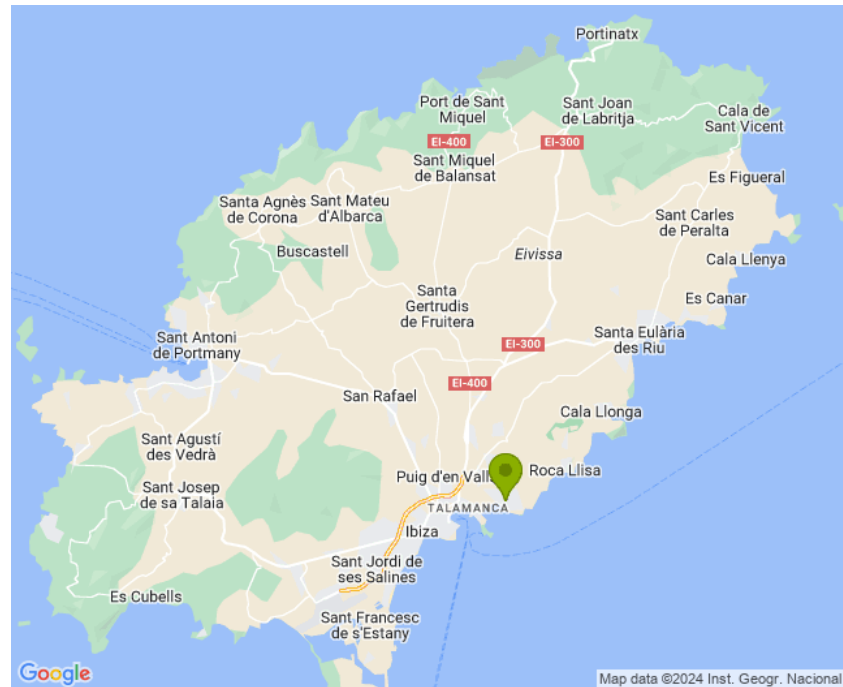 Portinatx
Port de Sant
Miquel
Sant Joan
de Labritja
Cala de
Sant Vicent
EI-400
EI-300
Sant Miquel
de Balansat
Es Figueral
Santa Agnès
de Corona
Sant Mateu
d'Albarca
Sant Carles
de Peralta
Buscastell
Eivissa
Cala Llenya
Santa
Gertrudis
de Fruitera
Es Canar
Sant Antoni
de Portmany
Santa Eulària
des Riu
EI-300
EI-400
San Rafael
Cala Llonga
Sant Agustí
des Vedrà
Puig d'en Valls
Roca Llisa
Sant Josep
de sa Talaia
TALAMANCA
Ibiza
Sant Jordi de
ses Salines
Es Cubells
Sant Francesc
de s'Estany
Google
Map data ©2024 Inst. Geogr. Nacional